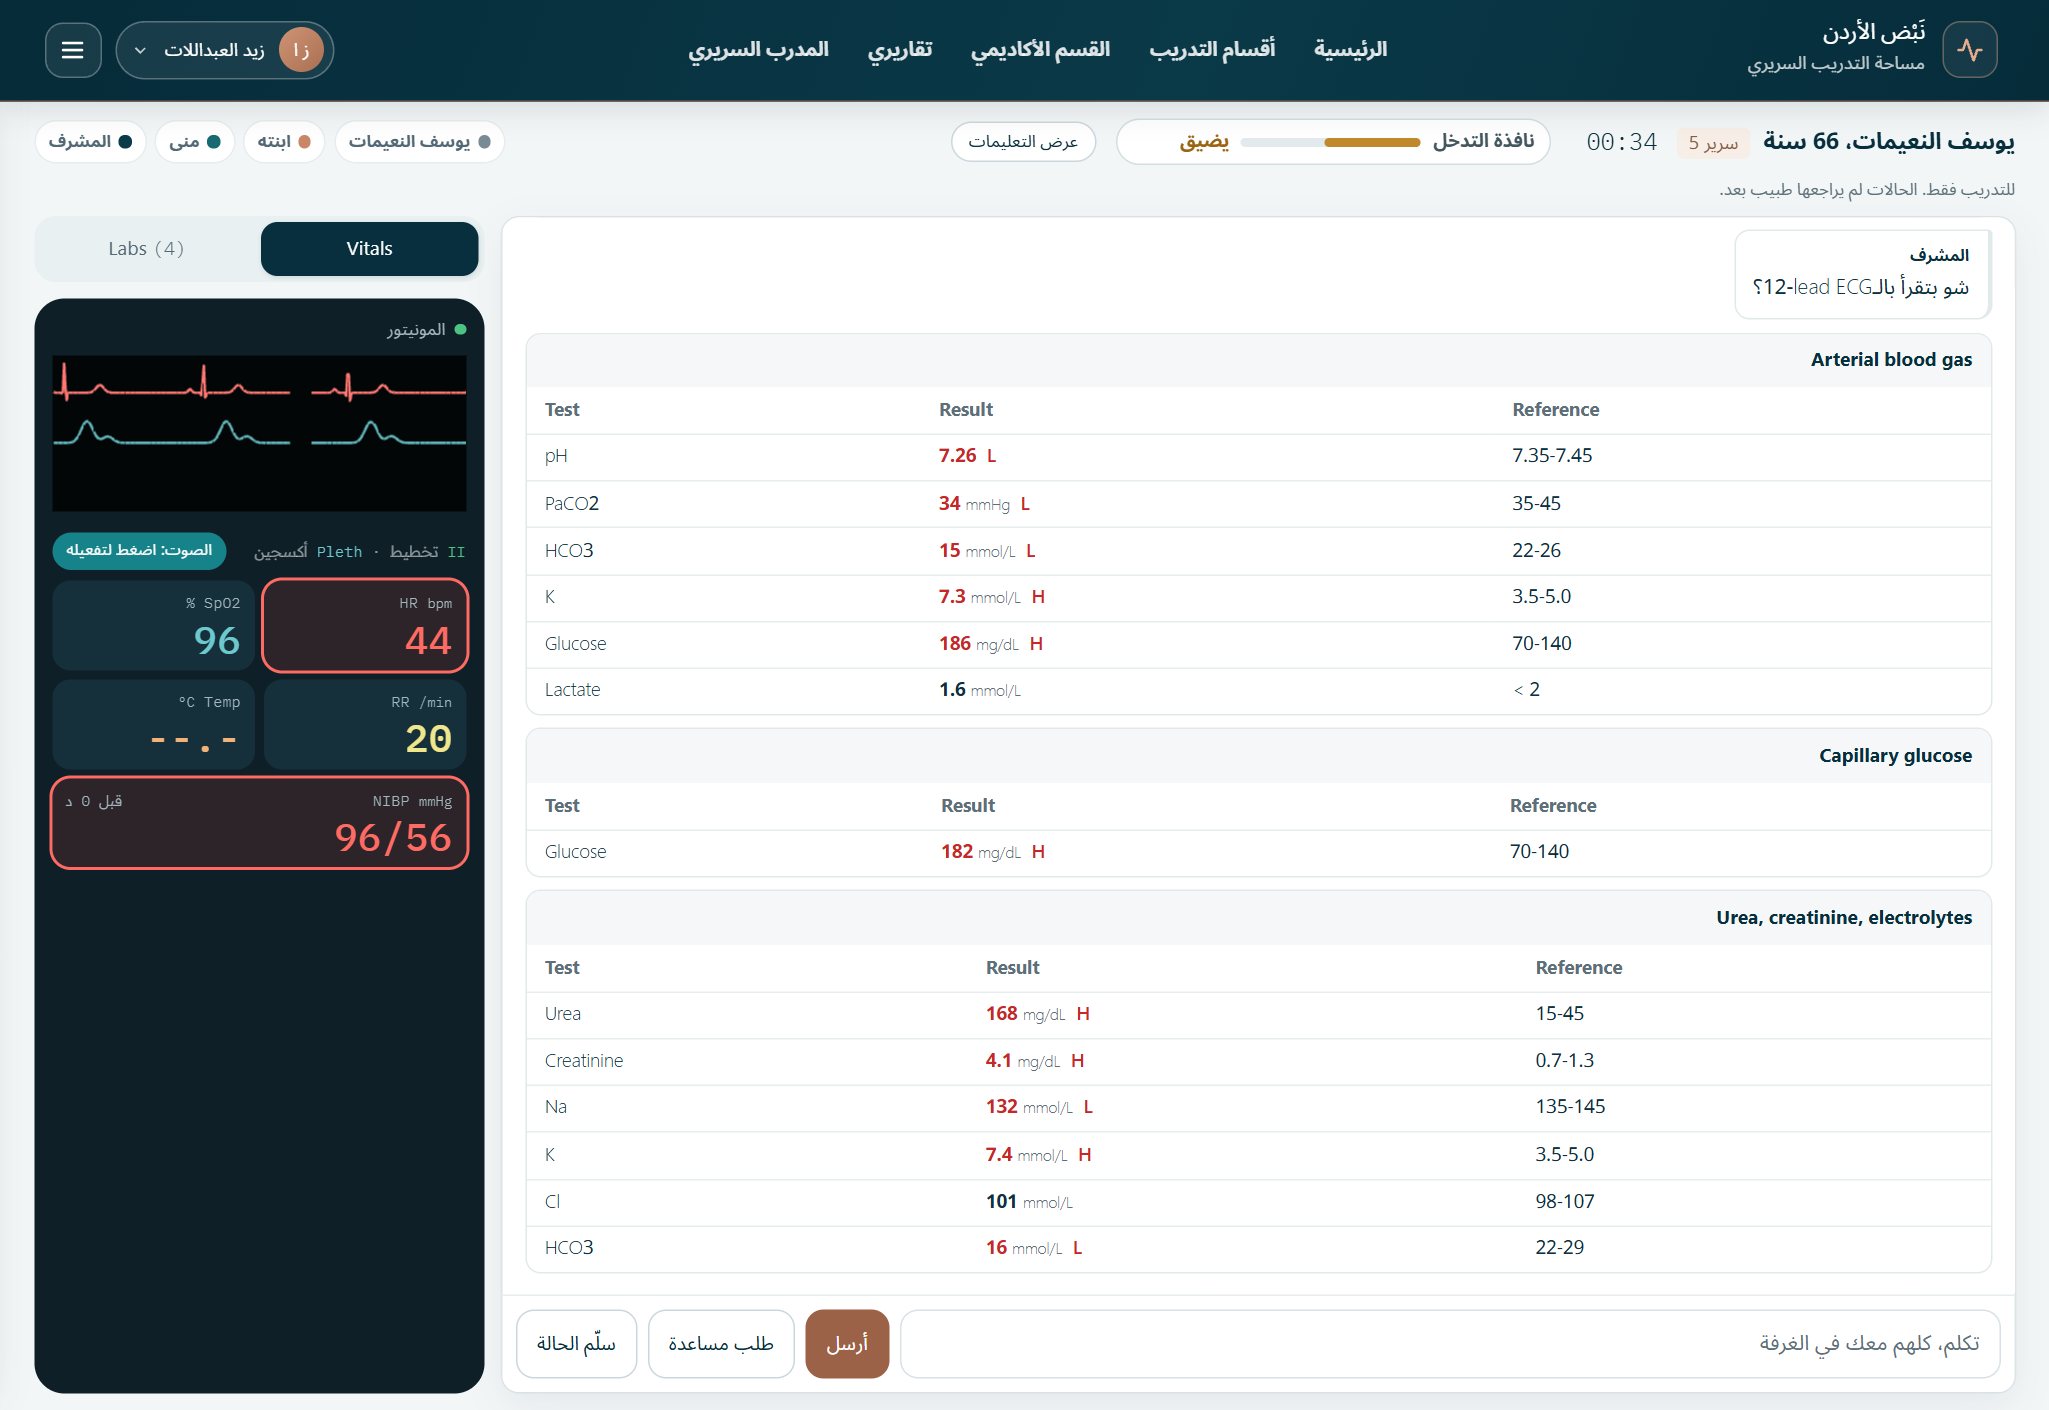 نَبْض الأردن
مساحة التدريب السريري
الرئيسية
أقسام التدريب
القسم الأكاديمي
تقاريري
المدرب السريري
ز ا
زيد العبداللات
يوسف النعيمات، 66 سنة
سرير 5
00:34
نافذة التدخل
يضيق
عرض التعليمات
يوسف النعيمات
ابنته
منى
المشرف
للتدريب فقط. الحالات لم يراجعها طبيب بعد.
المشرف
شو بتقرأ بالـ12-lead ECG؟
Arterial blood gas
Test Result Reference
pH 7.26 L 7.35-7.45
PaCO2 34 mmHg L 35-45
HCO3 15 mmol/L L 22-26
K 7.3 mmol/L H 3.5-5.0
Glucose 186 mg/dL H 70-140
Lactate 1.6 mmol/L < 2
Capillary glucose
Test Result Reference
Glucose 182 mg/dL H 70-140
Urea, creatinine, electrolytes
Test Result Reference
Urea 168 mg/dL H 15-45
Creatinine 4.1 mg/dL H 0.7-1.3
Na 132 mmol/L L 135-145
K 7.4 mmol/L H 3.5-5.0
Cl 101 mmol/L 98-107
HCO3 16 mmol/L L 22-29
تكلم، كلهم معك في الغرفة
أرسل
طلب مساعدة
سلّم الحالة
Vitals
Labs (4)
المونيتور
II تخطيط · Pleth أكسجين
الصوت: اضغط لتفعيله
HR bpm
44
% SpO2
96
RR /min
20
°C Temp
--.-
NIBP mmHg
قبل 0 د
96/56